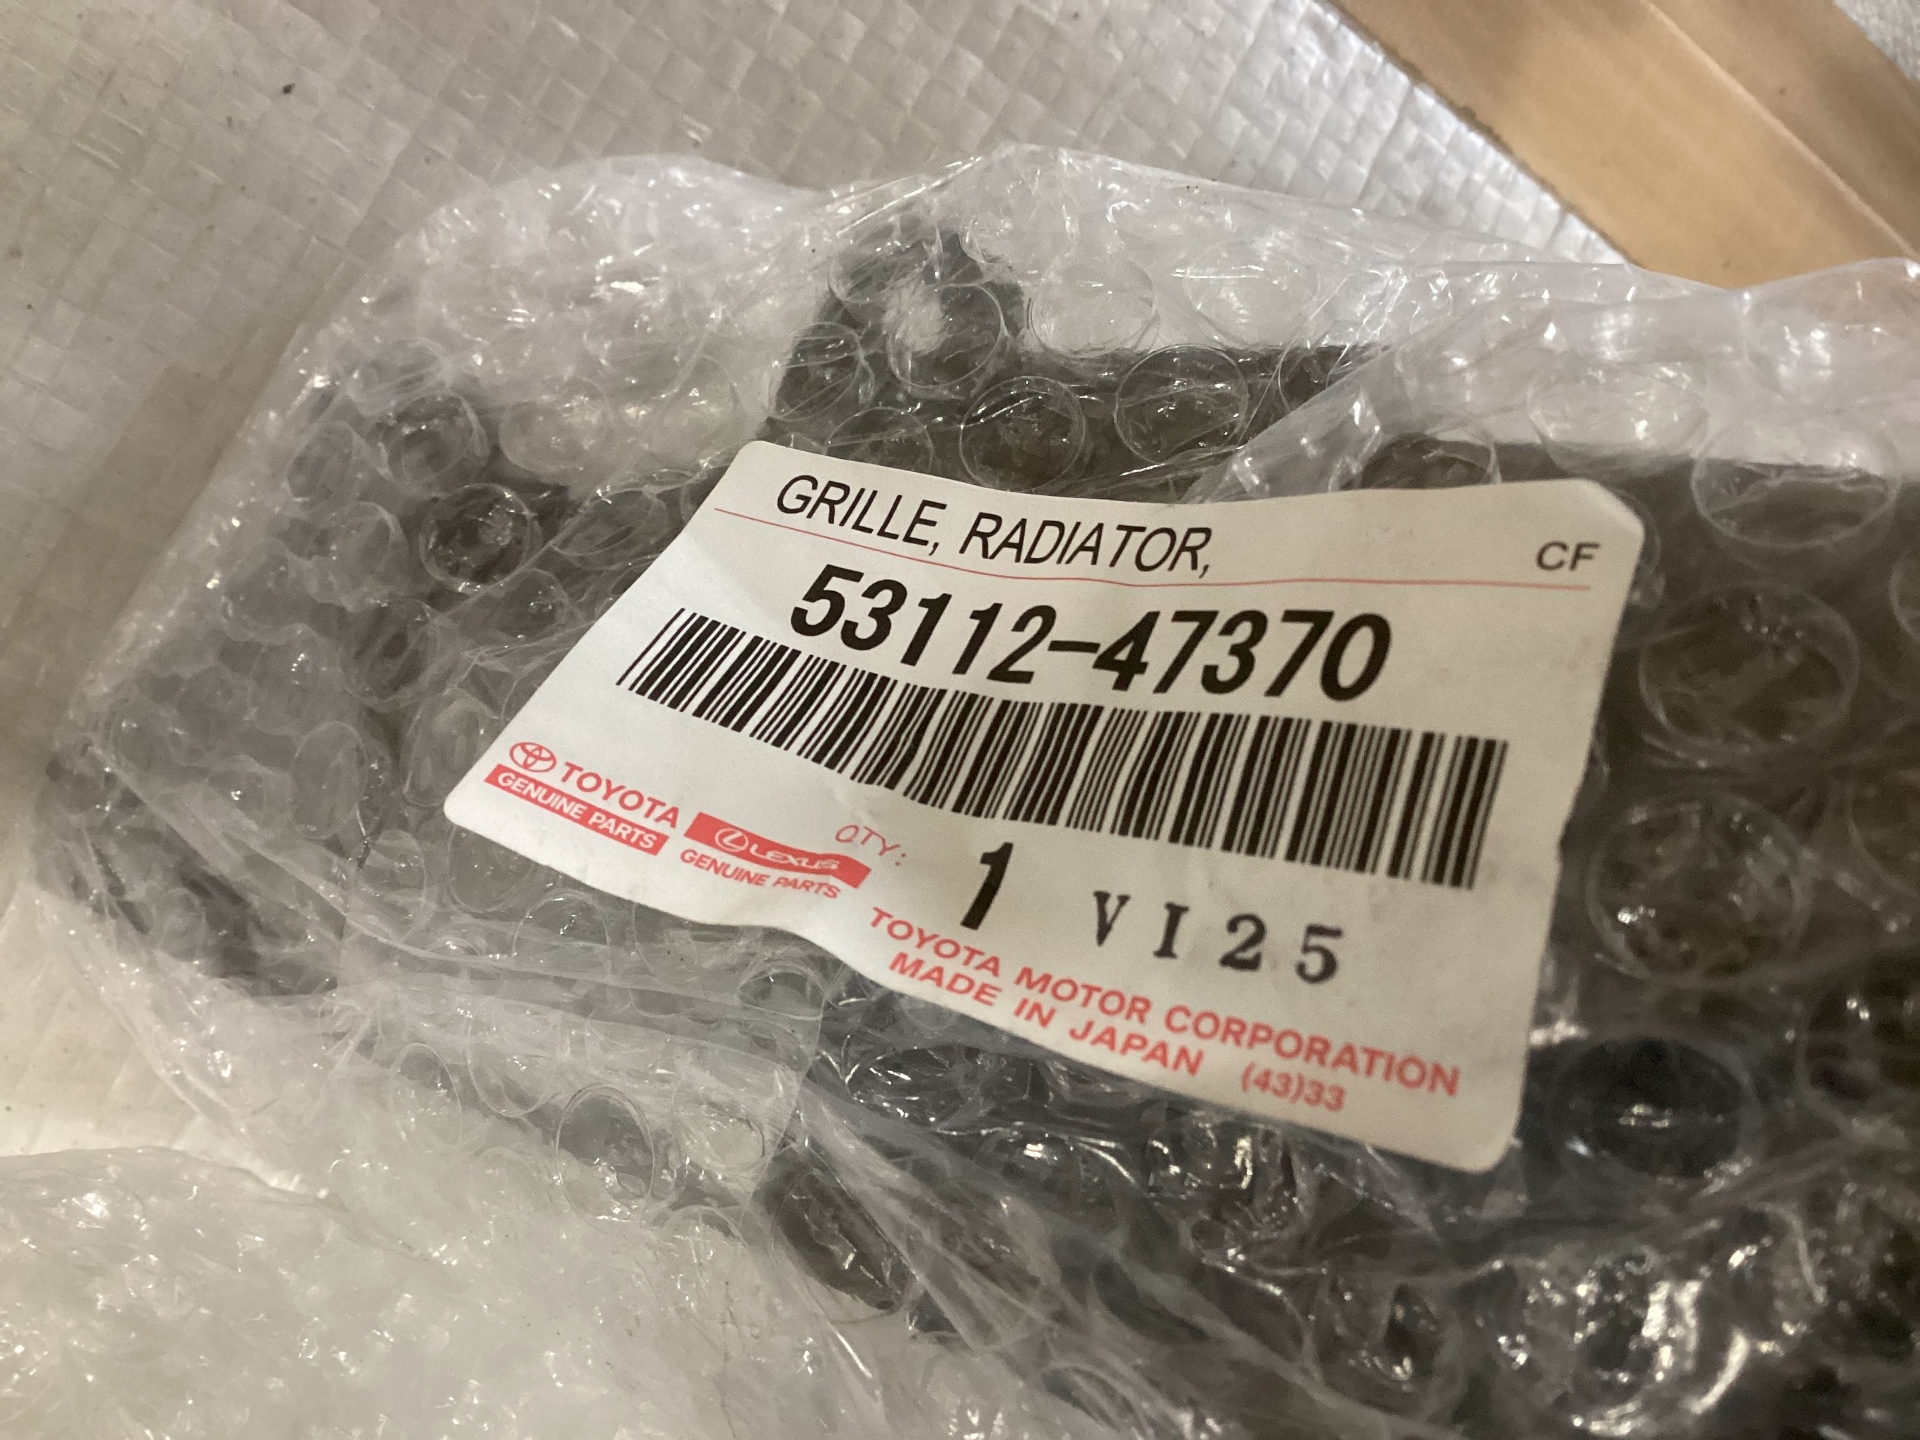 GRILLE, RADIATOR, CF
53112-47370
TOYOTA
GENUINE PARTS
LEXUS
GENUINE PARTS
QTY: 1 VI25
TOYOTA MOTOR CORPORATION
MADE IN JAPAN (43)33